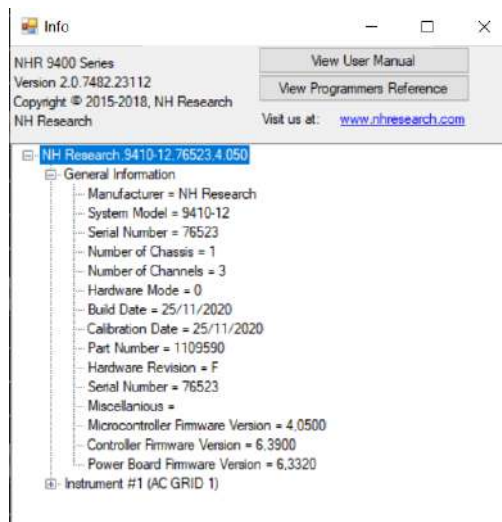 Info
NHR 9400 Series
Version 2.0.7482.23112
Copyright © 2015-2018, NH Research
NH Research
View User Manual
View Programmers Reference
Visit us at: www.nhresearch.com
NH Research,9410-12,76523,4.050
General Information
Manufacturer = NH Research
System Model = 9410-12
Serial Number = 76523
Number of Chassis = 1
Number of Channels = 3
Hardware Mode = 0
Build Date = 25/11/2020
Calibration Date = 25/11/2020
Part Number = 1109590
Hardware Revision = F
Serial Number = 76523
Miscellanious =
Microcontroller Firmware Version = 4,0500
Controller Firmware Version = 6,3900
Power Board Firmware Version = 6,3320
Instrument #1 (AC GRID 1)